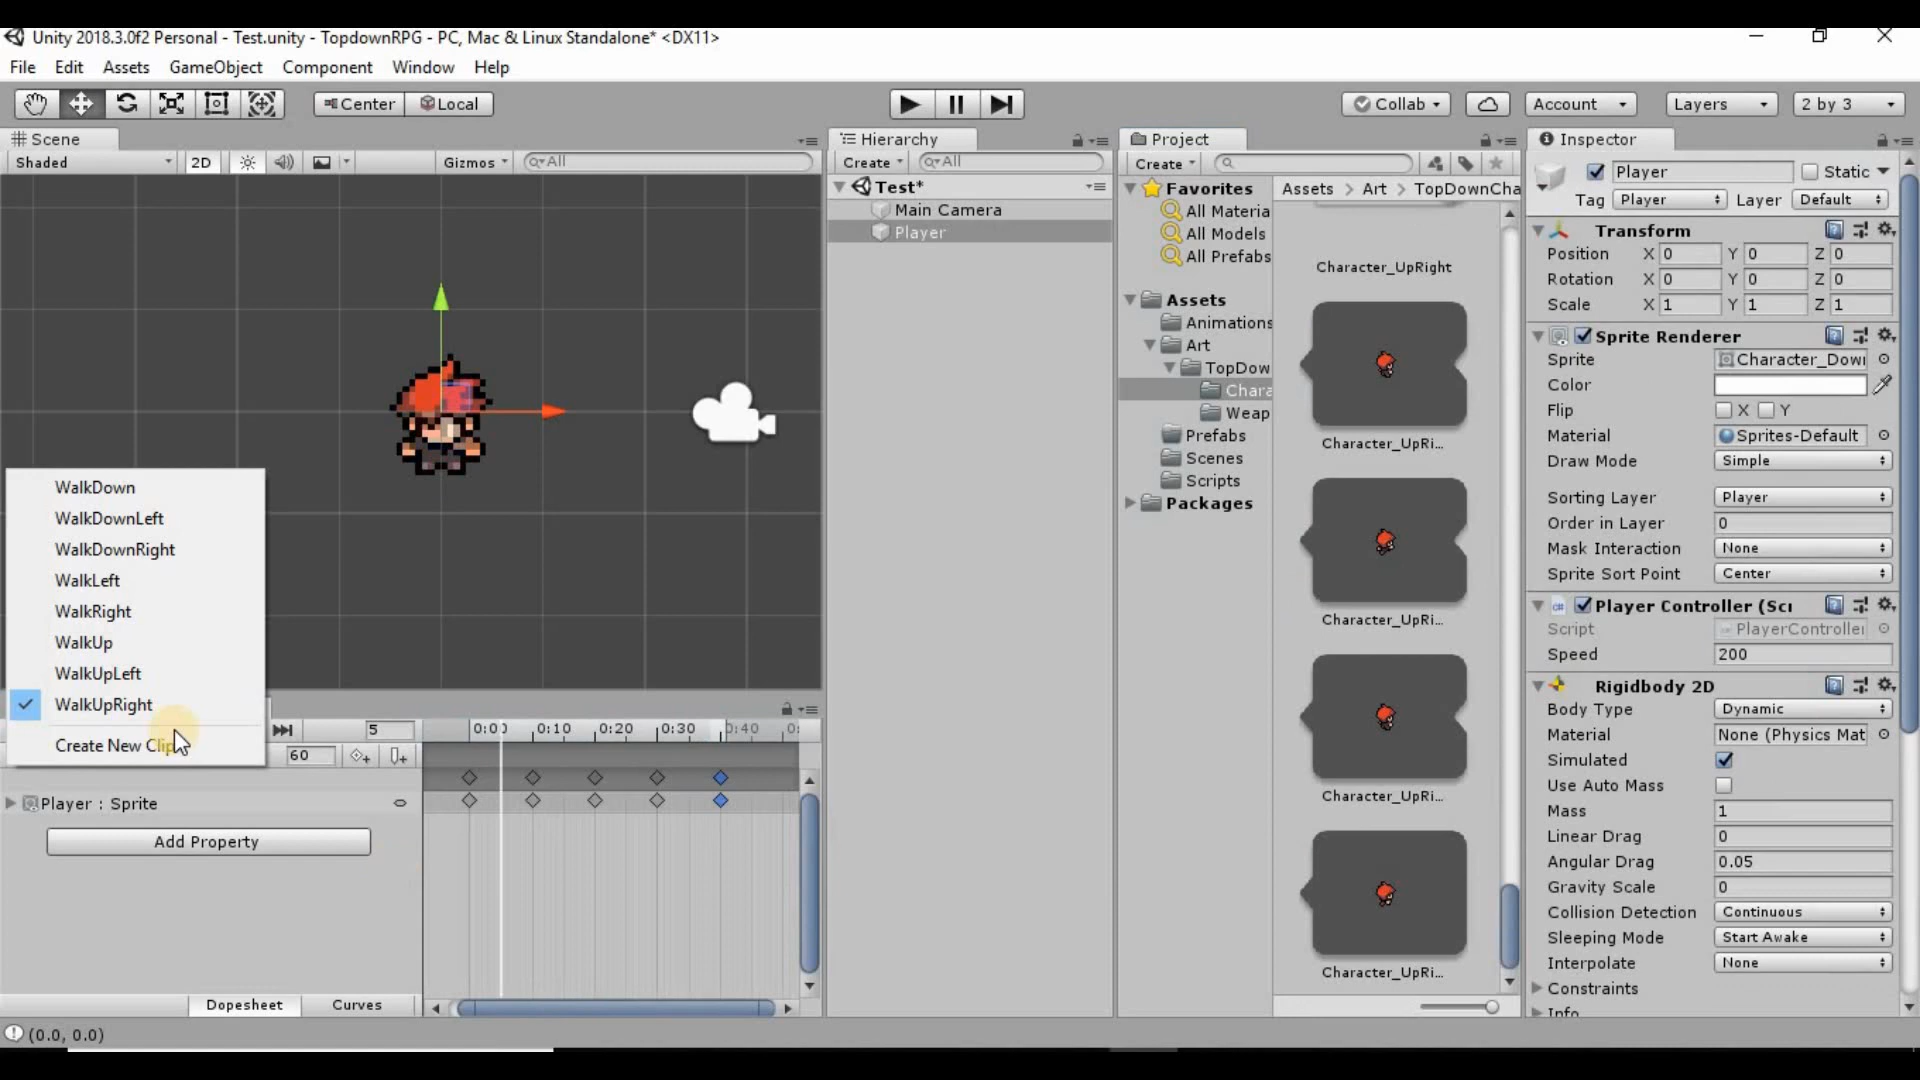 Unity 2018.3.0f2 Personal - Test.unity - TopdownRPG - PC, Mac & Linux Standalone* <DX11>
File Edit Assets GameObject Component Window Help
Center Local Collab Account Layers 2 by 3
Scene
Shaded 2D Gizmos All
WalkDown
WalkDownLeft
WalkDownRight
WalkLeft
WalkRight
WalkUp
WalkUpLeft
WalkUpRight
Create New Clip
5
60
0:00 0:10 0:20 0:30 0:40 0:
Player : Sprite
Add Property
Dopesheet Curves
(0.0, 0.0)
Hierarchy
Create All
Test*
Main Camera
Player
Project
Create
Favorites
All Materia
All Models
All Prefabs
Assets
Animations
Art
TopDow
Chara
Weap
Prefabs
Scenes
Scripts
Packages
Assets > Art > TopDownCha
Character_UpRight
Character_UpRi...
Character_UpRi...
Character_UpRi...
Character_UpRi...
Inspector
Player Static
Tag Player Layer Default
Transform
Position X 0 Y 0 Z 0
Rotation X 0 Y 0 Z 0
Scale X 1 Y 1 Z 1
Sprite Renderer
Sprite Character_Dow
Color
Flip X Y
Material Sprites-Default
Draw Mode Simple
Sorting Layer Player
Order in Layer 0
Mask Interaction None
Sprite Sort Point Center
Player Controller (Scr
Script PlayerController
Speed 200
Rigidbody 2D
Body Type Dynamic
Material None (Physics Mat
Simulated
Use Auto Mass
Mass 1
Linear Drag 0
Angular Drag 0.05
Gravity Scale 0
Collision Detection Continuous
Sleeping Mode Start Awake
Interpolate None
Constraints
Info